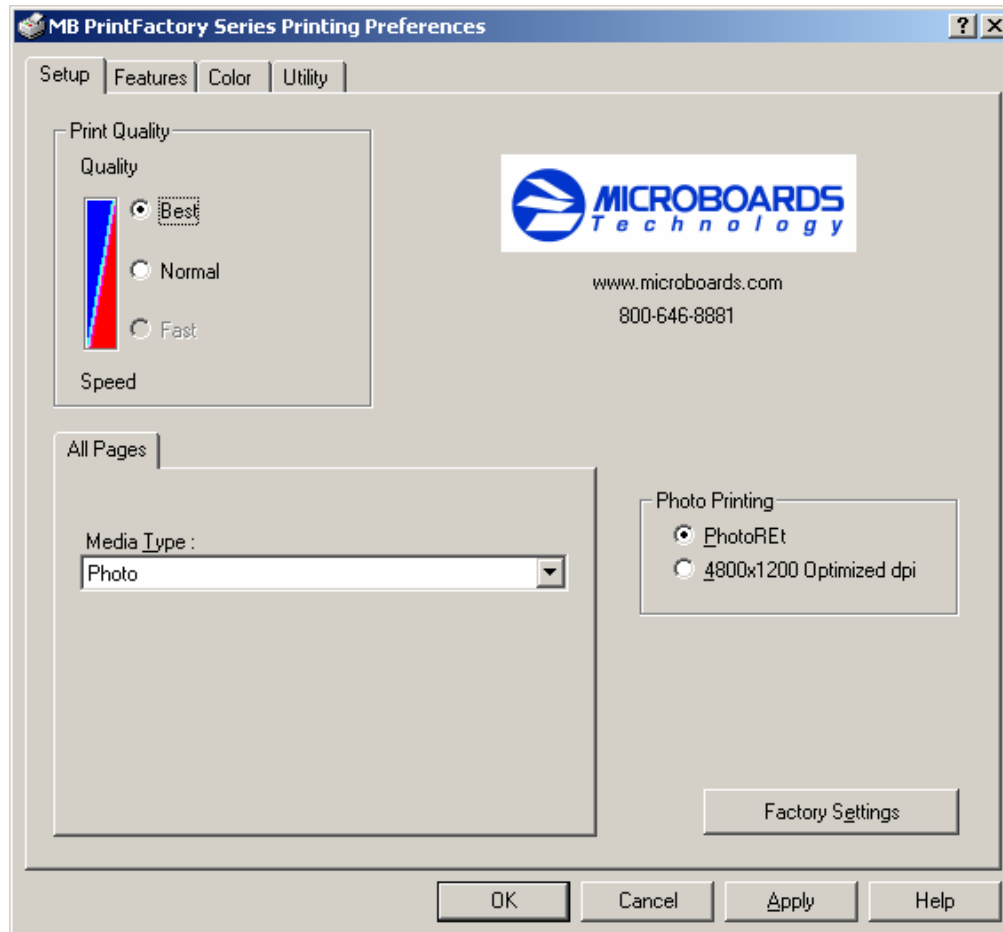 MB PrintFactory Series Printing Preferences
Setup Features Color Utility
Print Quality
Quality
Best
Normal
Fast
Speed
MICROBOARDS
Technology
www.microboards.com
800-646-8881
All Pages
Media Type :
Photo
Photo Printing
PhotoREt
4800x1200 Optimized dpi
Factory Settings
OK Cancel Apply Help